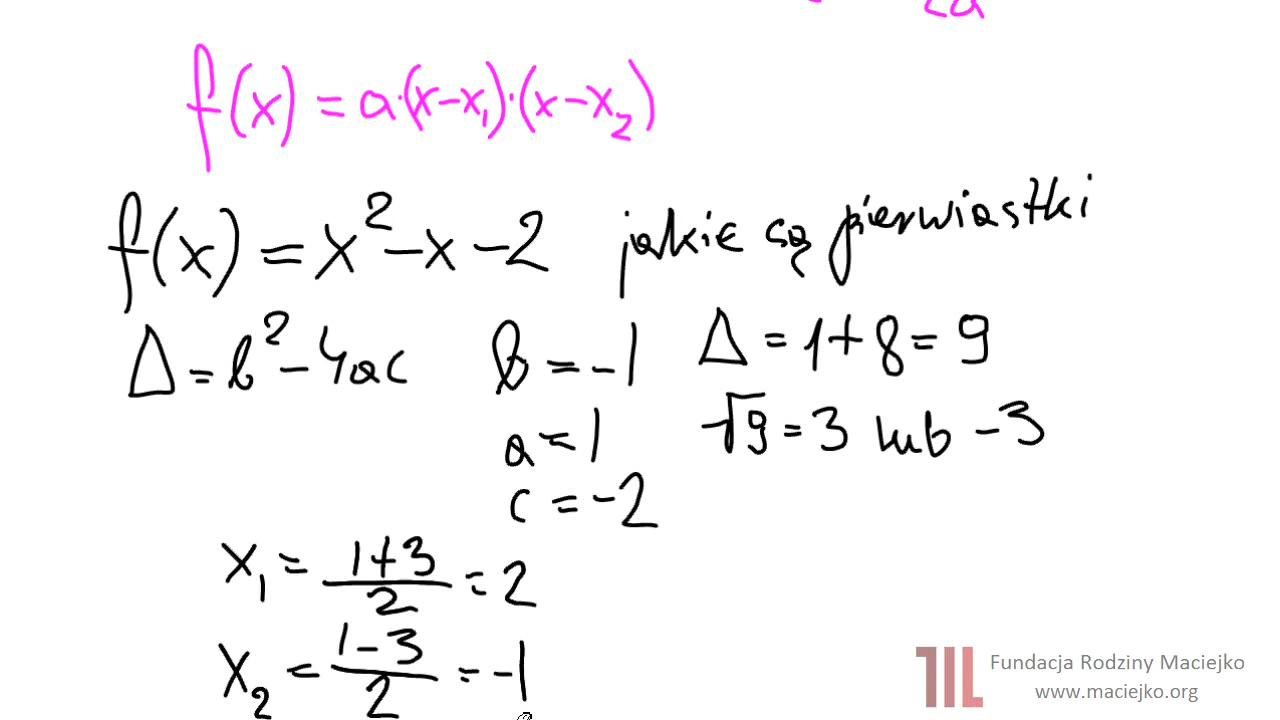 2a
f(x) = a·(x-x₁)·(x-x₂)
f(x) = x² - x - 2 jakie są pierwiastki
Δ = b² - 4ac b = -1 Δ = 1 + 8 = 9
a = 1 √9 = 3 lub -3
c = -2
x₁ = (1+3)/2 = 2
x₂ = (1-3)/2 = -1
Fundacja Rodziny Maciejko
www.maciejko.org